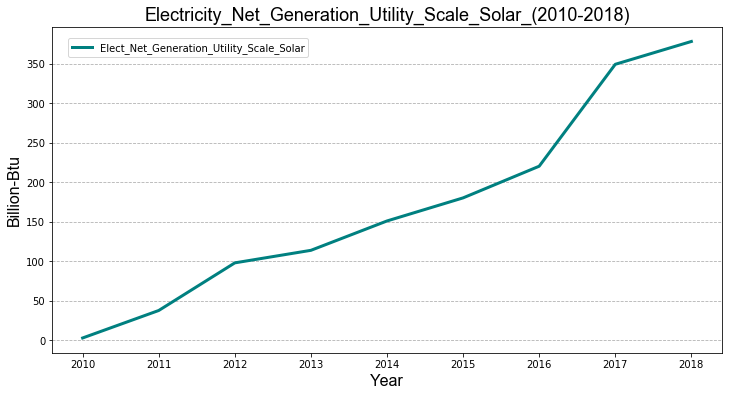 Electricity_Net_Generation_Utility_Scale_Solar_(2010-2018)
Elect_Net_Generation_Utility_Scale_Solar
Billion-Btu
350
300
250
200
150
100
50
0
2010 2011 2012 2013 2014 2015 2016 2017 2018
Year